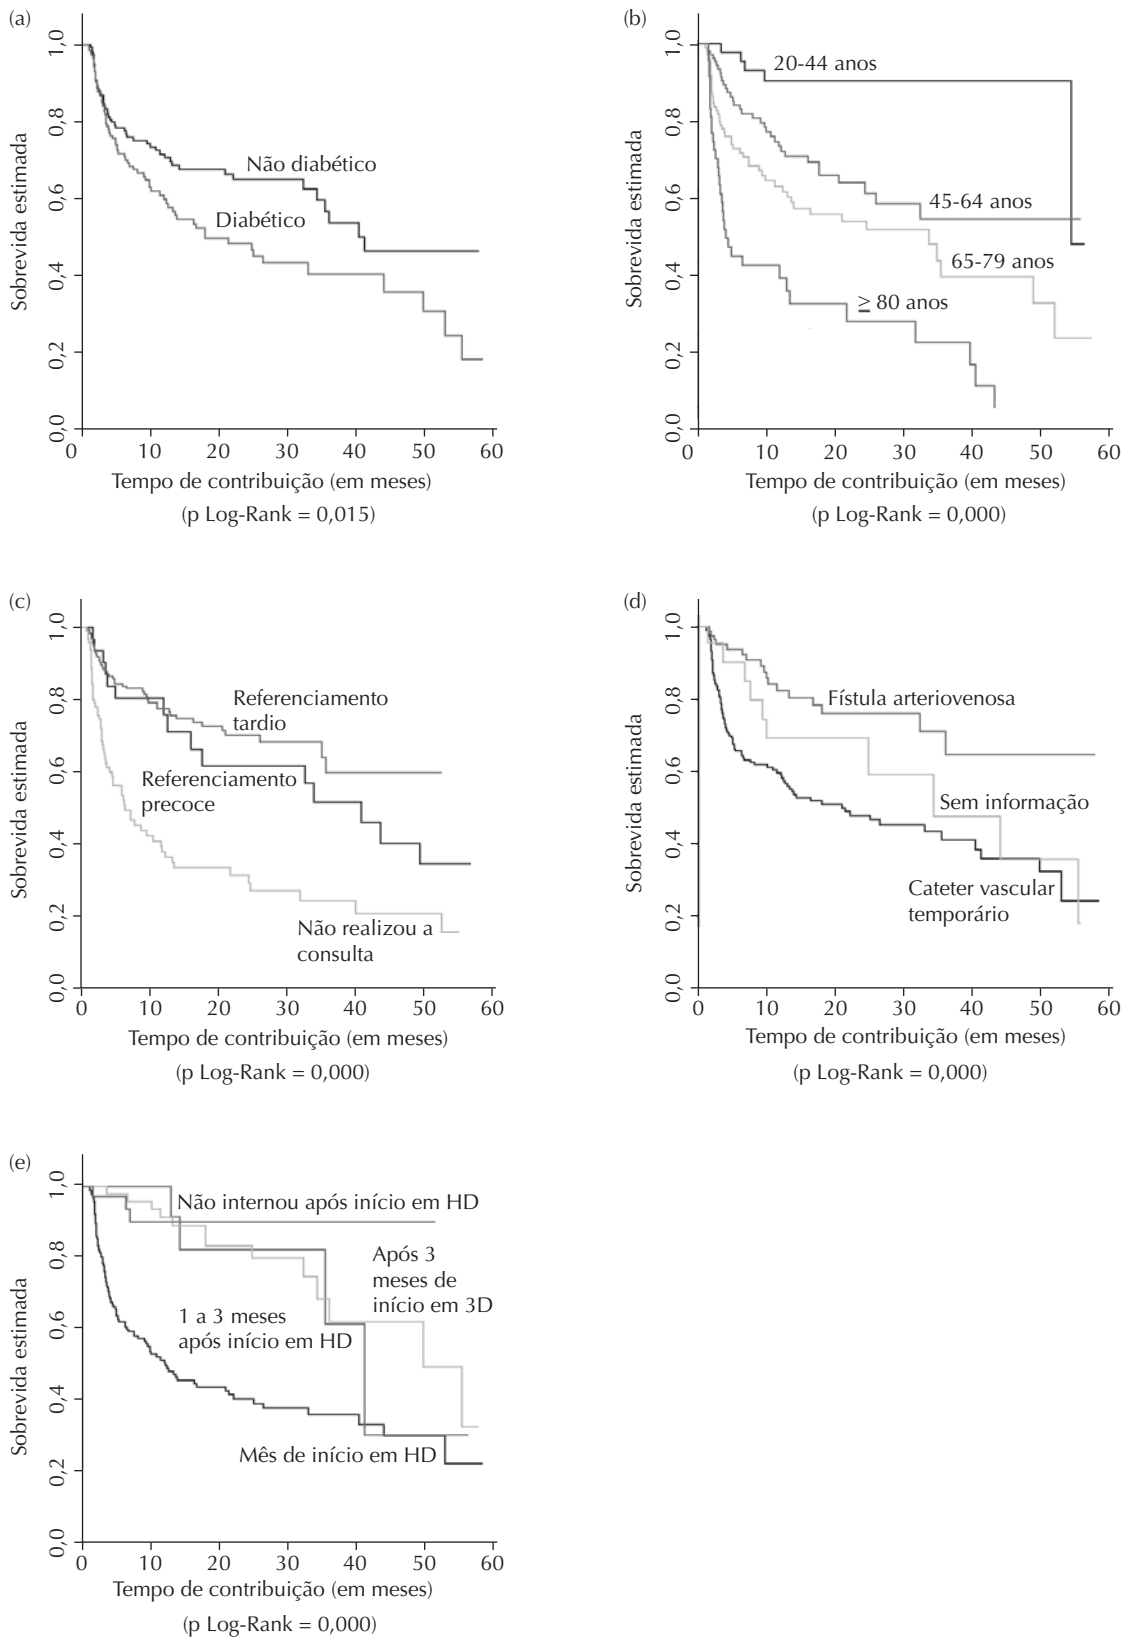 (a)
Sobrevida estimada
1,0
0,8
0,6
0,4
0,2
0,0
Não diabético
Diabético
0 10 20 30 40 50 60
Tempo de contribuição (em meses)
(p Log-Rank = 0,015)
(b)
Sobrevida estimada
1,0
0,8
0,6
0,4
0,2
0,0
20-44 anos
45-64 anos
65-79 anos
≥ 80 anos
0 10 20 30 40 50 60
Tempo de contribuição (em meses)
(p Log-Rank = 0,000)
(c)
Sobrevida estimada
1,0
0,8
0,6
0,4
0,2
0,0
Referenciamento
tardio
Referenciamento
precoce
Não realizou a
consulta
0 10 20 30 40 50 60
Tempo de contribuição (em meses)
(p Log-Rank = 0,000)
(d)
Sobrevida estimada
1,0
0,8
0,6
0,4
0,2
0,0
Fístula arteriovenosa
Sem informação
Cateter vascular
temporário
0 10 20 30 40 50 60
Tempo de contribuição (em meses)
(p Log-Rank = 0,000)
(e)
Sobrevida estimada
1,0
0,8
0,6
0,4
0,2
0,0
Não internou após início em HD
Após 3
meses de
início em 3D
1 a 3 meses
após início em HD
Mês de início em HD
0 10 20 30 40 50 60
Tempo de contribuição (em meses)
(p Log-Rank = 0,000)